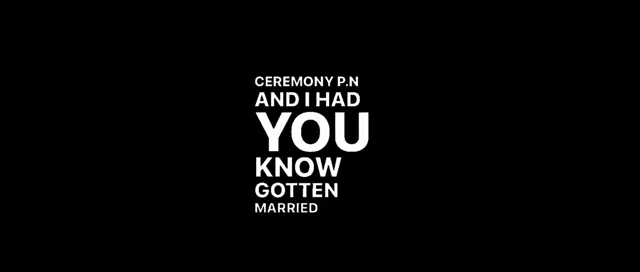 CEREMONY P.N
AND I HAD
YOU
KNOW
GOTTEN
MARRIED